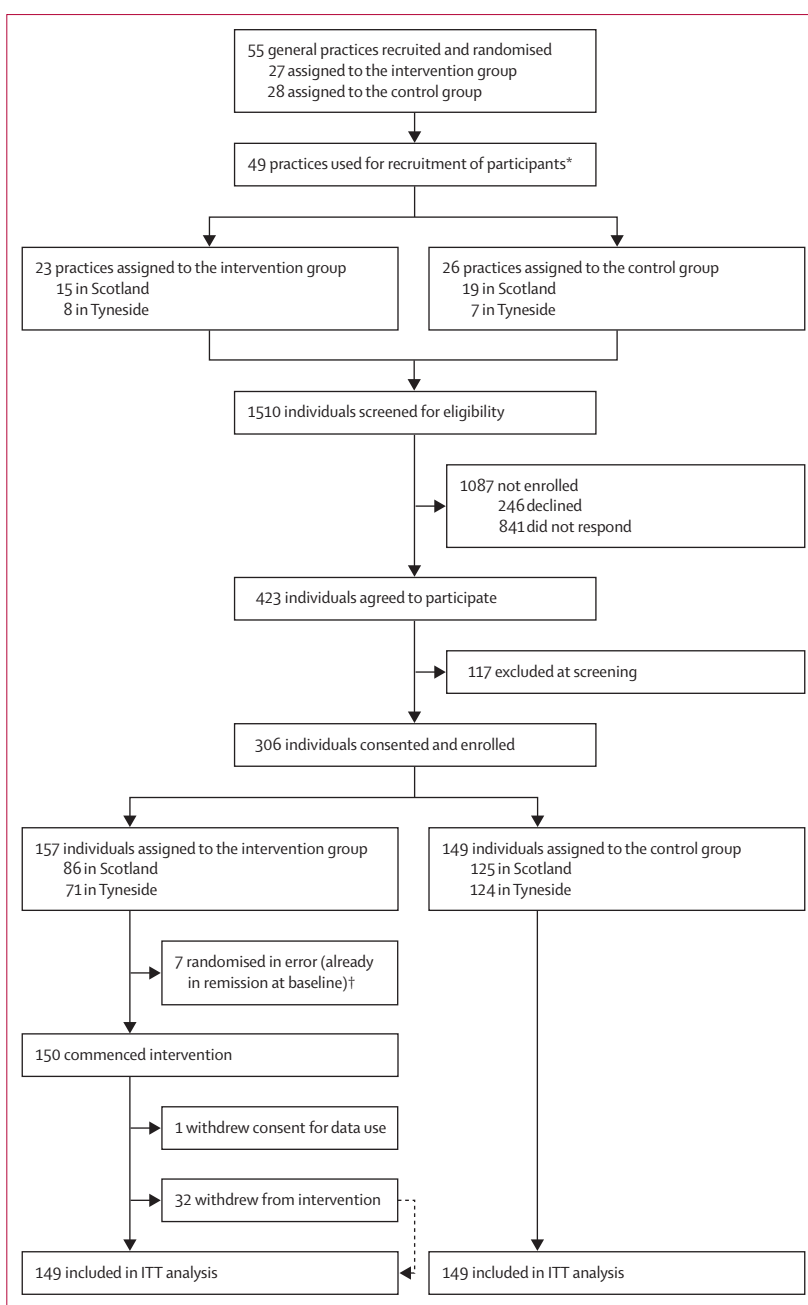 55 general practices recruited and randomised
27 assigned to the intervention group
28 assigned to the control group
49 practices used for recruitment of participants*
23 practices assigned to the intervention group
15 in Scotland
8 in Tyneside
26 practices assigned to the control group
19 in Scotland
7 in Tyneside
1510 individuals screened for eligibility
1087 not enrolled
246 declined
841 did not respond
423 individuals agreed to participate
117 excluded at screening
306 individuals consented and enrolled
157 individuals assigned to the intervention group
86 in Scotland
71 in Tyneside
149 individuals assigned to the control group
125 in Scotland
124 in Tyneside
7 randomised in error (already
in remission at baseline)†
150 commenced intervention
1 withdrew consent for data use
32 withdrew from intervention
149 included in ITT analysis
149 included in ITT analysis